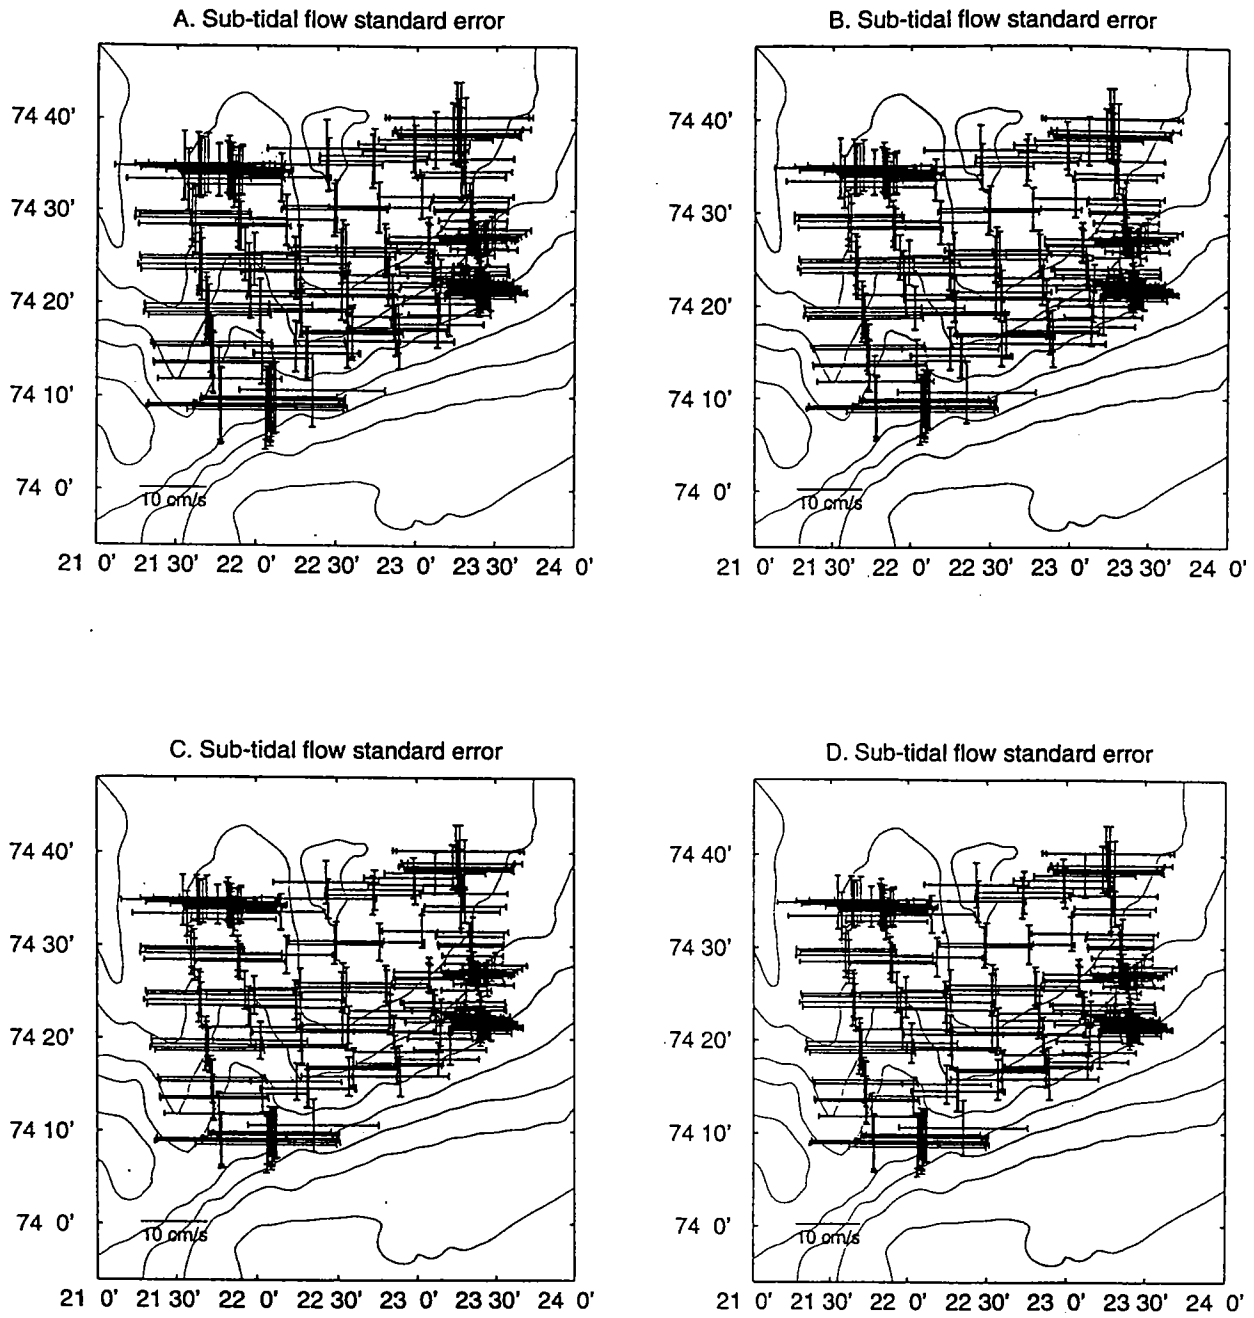 A. Sub-tidal flow standard error
B. Sub-tidal flow standard error
74 40'
74 30'
74 20'
74 10'
74 0'
10 cm/s
21 0' 21 30' 22 0' 22 30' 23 0' 23 30' 24 0'
74 40'
74 30'
74 20'
74 10'
74 0'
10 cm/s
21 0' 21 30' 22 0' 22 30' 23 0' 23 30' 24 0'
C. Sub-tidal flow standard error
D. Sub-tidal flow standard error
74 40'
74 30'
74 20'
74 10'
74 0'
10 cm/s
21 0' 21 30' 22 0' 22 30' 23 0' 23 30' 24 0'
74 40'
74 30'
74 20'
74 10'
74 0'
10 cm/s
21 0' 21 30' 22 0' 22 30' 23 0' 23 30' 24 0'